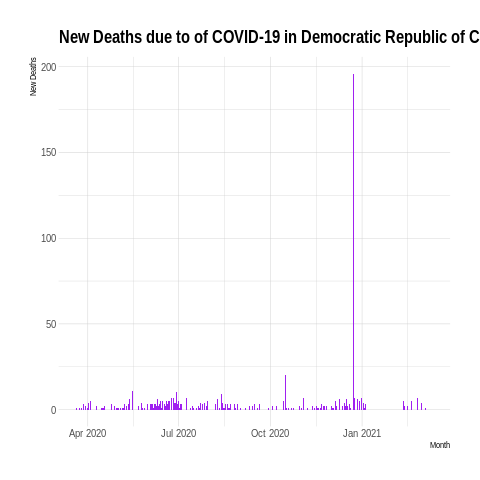 New Deaths due to of COVID-19 in Democratic Republic of C
New Deaths
200
150
100
50
0
Apr 2020 Jul 2020 Oct 2020 Jan 2021
Month